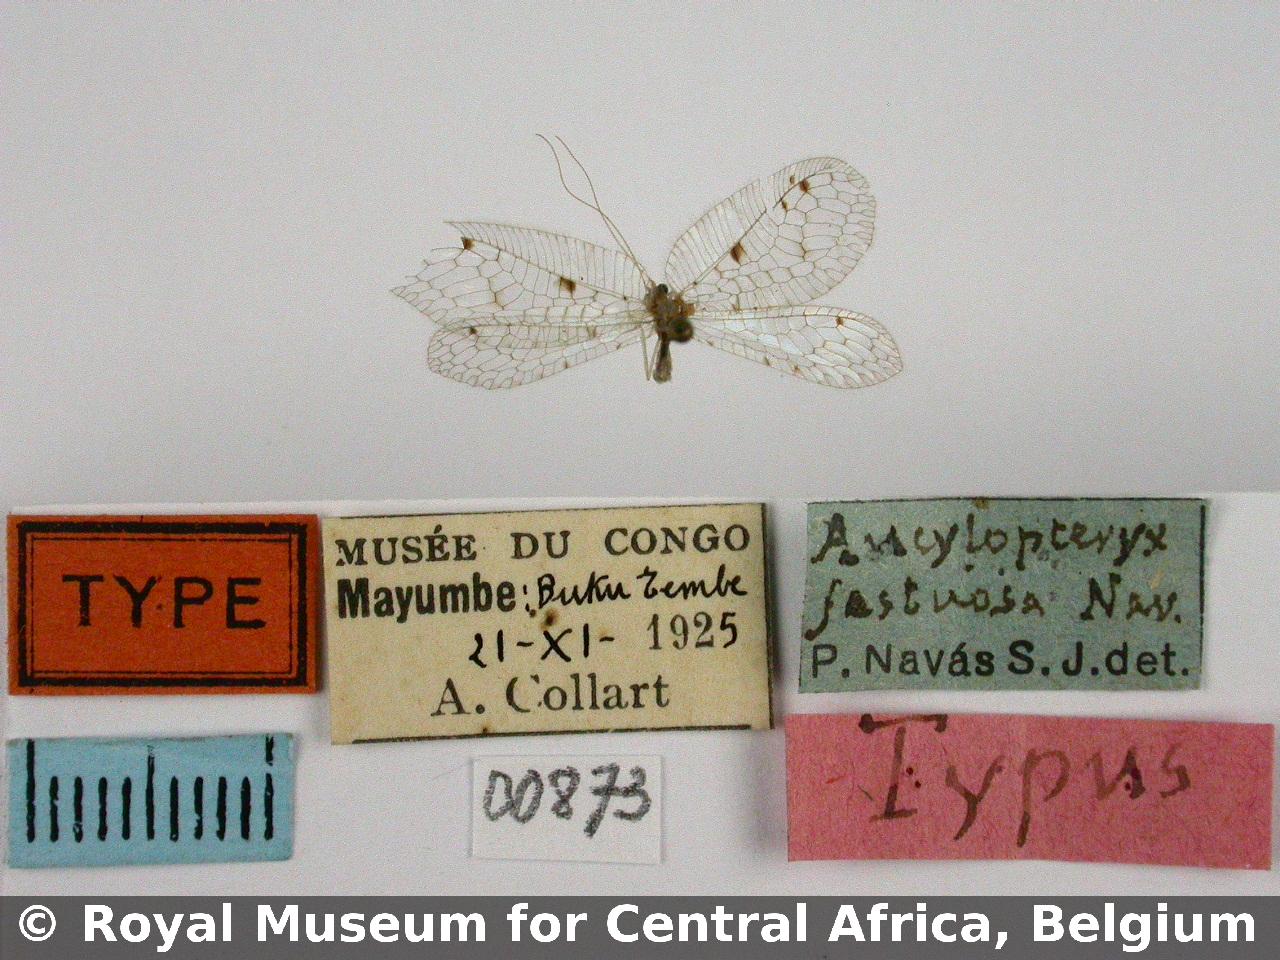 TYPE
MUSÉE DU CONGO
Mayumbe: Buku Tembe
21-XI- 1925
A. Collart
Ancylopteryx
festuosa Nav.
P. Navás S. J. det.
00873
Typus
© Royal Museum for Central Africa, Belgium